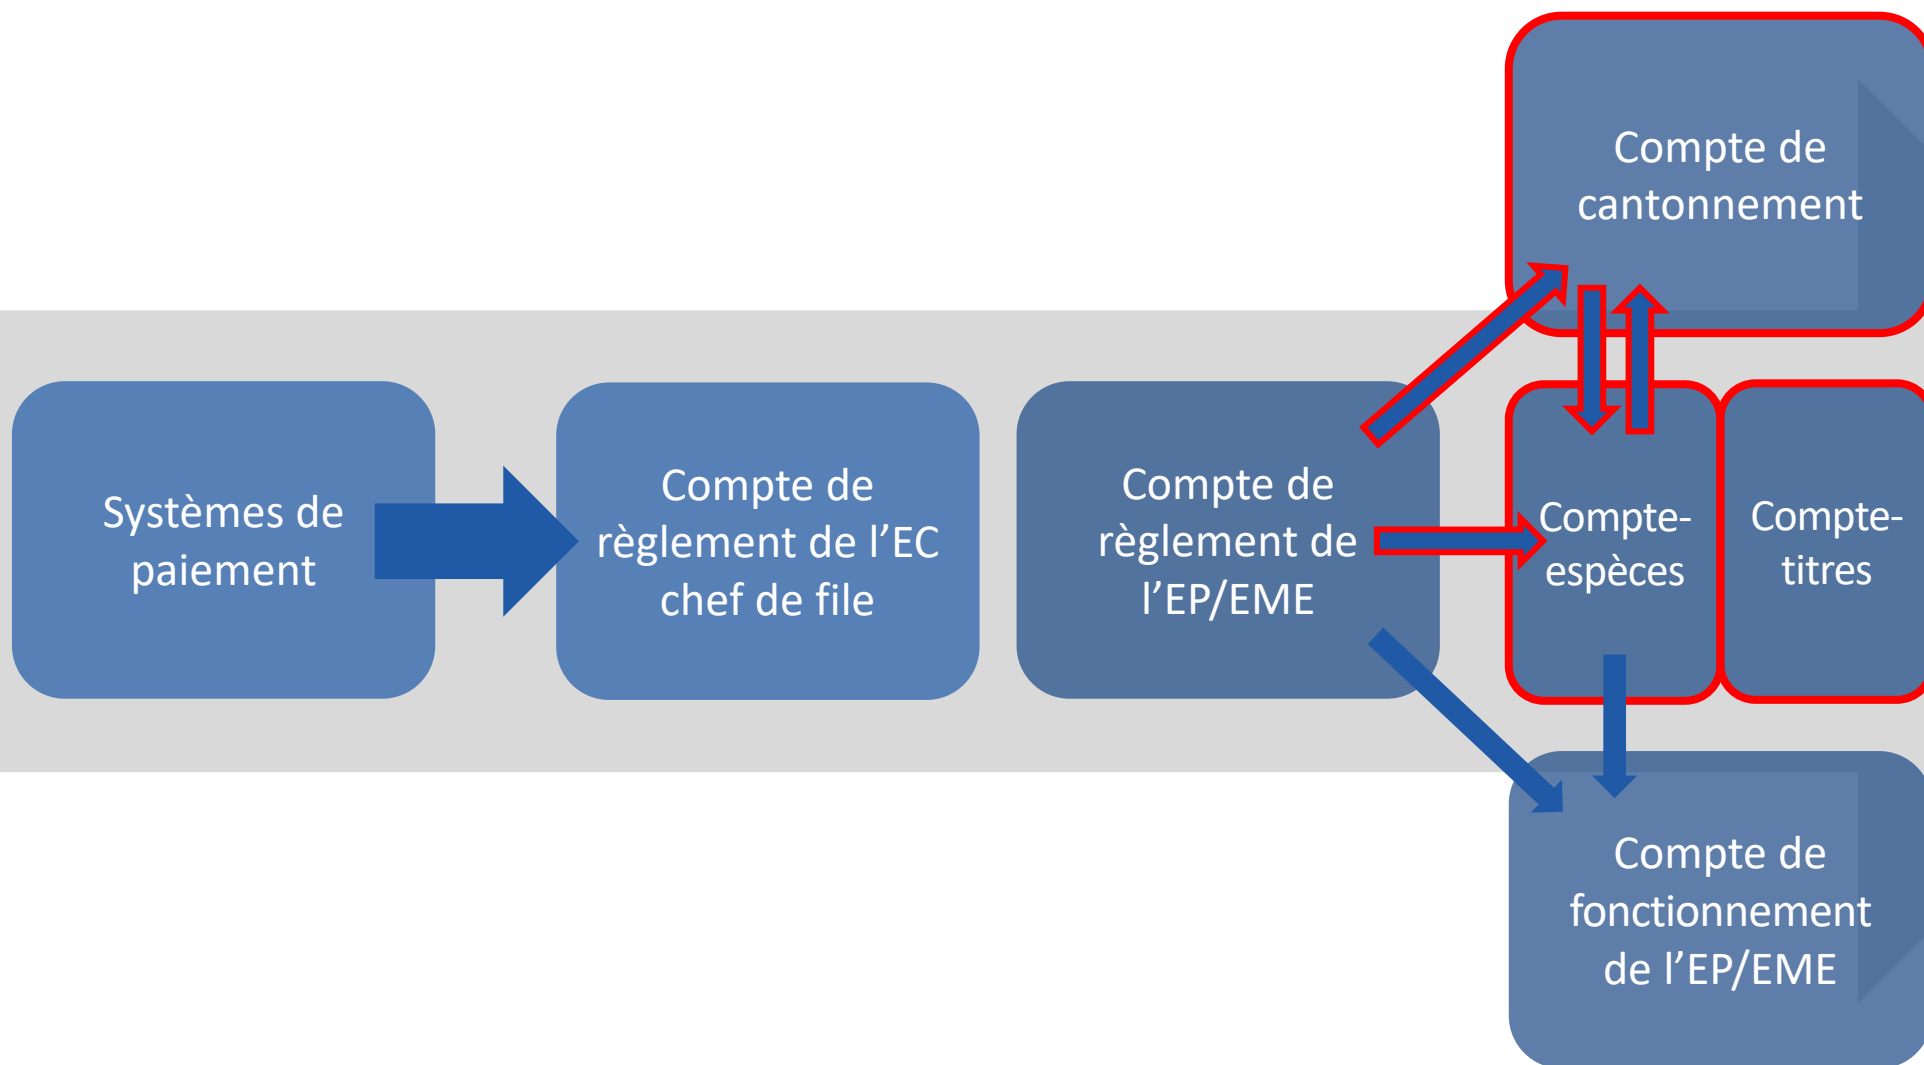 Compte de
cantonnement
Systèmes de
paiement
Compte de
règlement de l’EC
chef de file
Compte de
règlement de
l’EP/EME
Compte-
espèces
Compte-
titres
Compte de
fonctionnement
de l’EP/EME